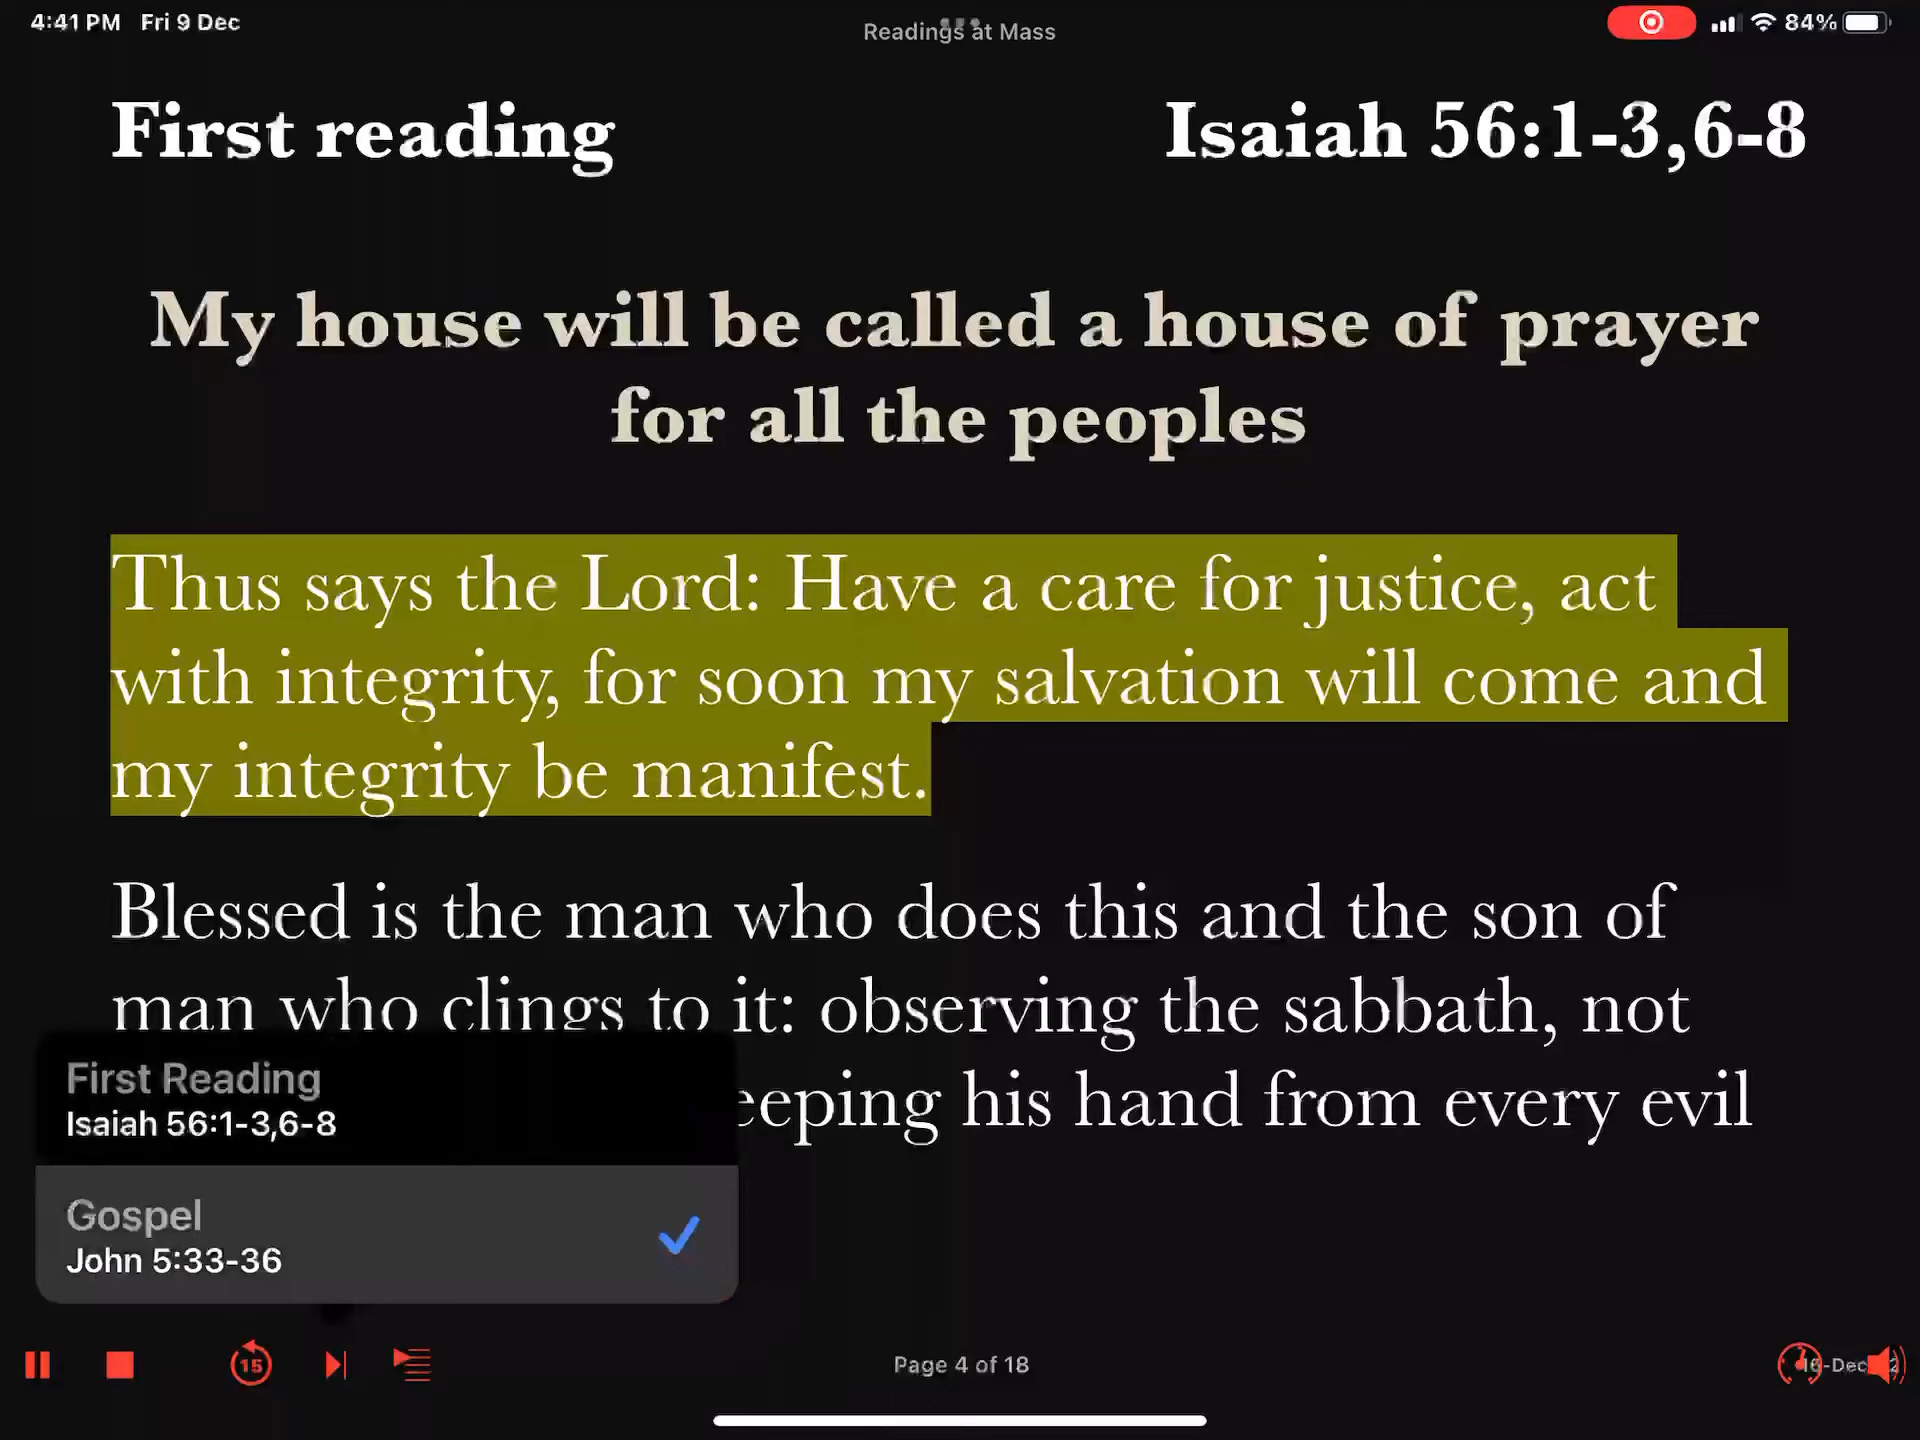 4:41 PM Fri 9 Dec
Readings at Mass
84%
First reading
Isaiah 56:1-3,6-8
My house will be called a house of prayer
for all the peoples
Thus says the Lord: Have a care for justice, act
with integrity, for soon my salvation will come and
my integrity be manifest.
Blessed is the man who does this and the son of
man who clings to it: observing the sabbath, not
his hand from every evil
First Reading
Isaiah 56:1-3,6-8
Gospel
John 5:33-36
15
Page 4 of 18